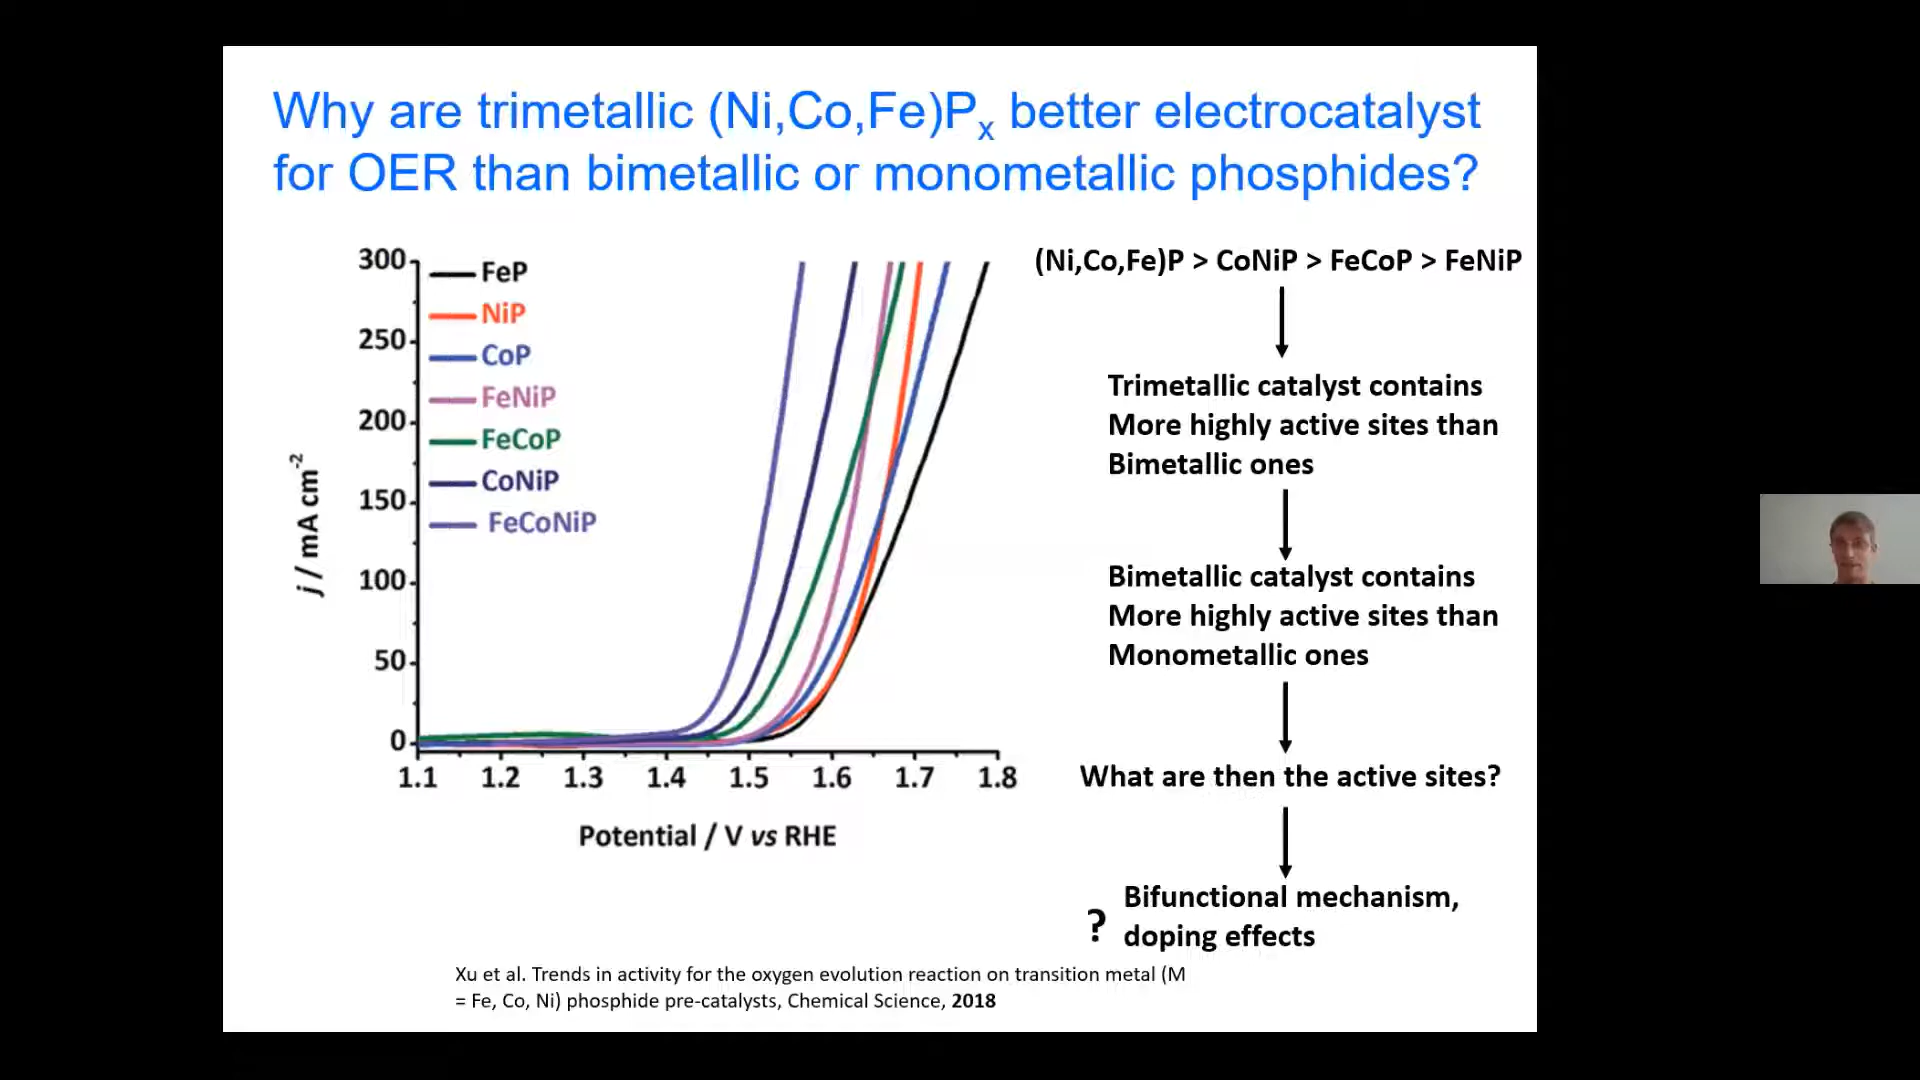 Why are trimetallic (Ni,Co,Fe)Px better electrocatalyst
for OER than bimetallic or monometallic phosphides?
300
250
200
150
100
50
0
j / mA cm-2
FeP
NiP
CoP
FeNiP
FeCoP
CoNiP
FeCoNiP
1.1 1.2 1.3 1.4 1.5 1.6 1.7 1.8
Potential / V vs RHE
(Ni,Co,Fe)P > CoNiP > FeCoP > FeNiP
Trimetallic catalyst contains
More highly active sites than
Bimetallic ones
Bimetallic catalyst contains
More highly active sites than
Monometallic ones
What are then the active sites?
? Bifunctional mechanism,
doping effects
Xu et al. Trends in activity for the oxygen evolution reaction on transition metal (M
= Fe, Co, Ni) phosphide pre-catalysts, Chemical Science, 2018